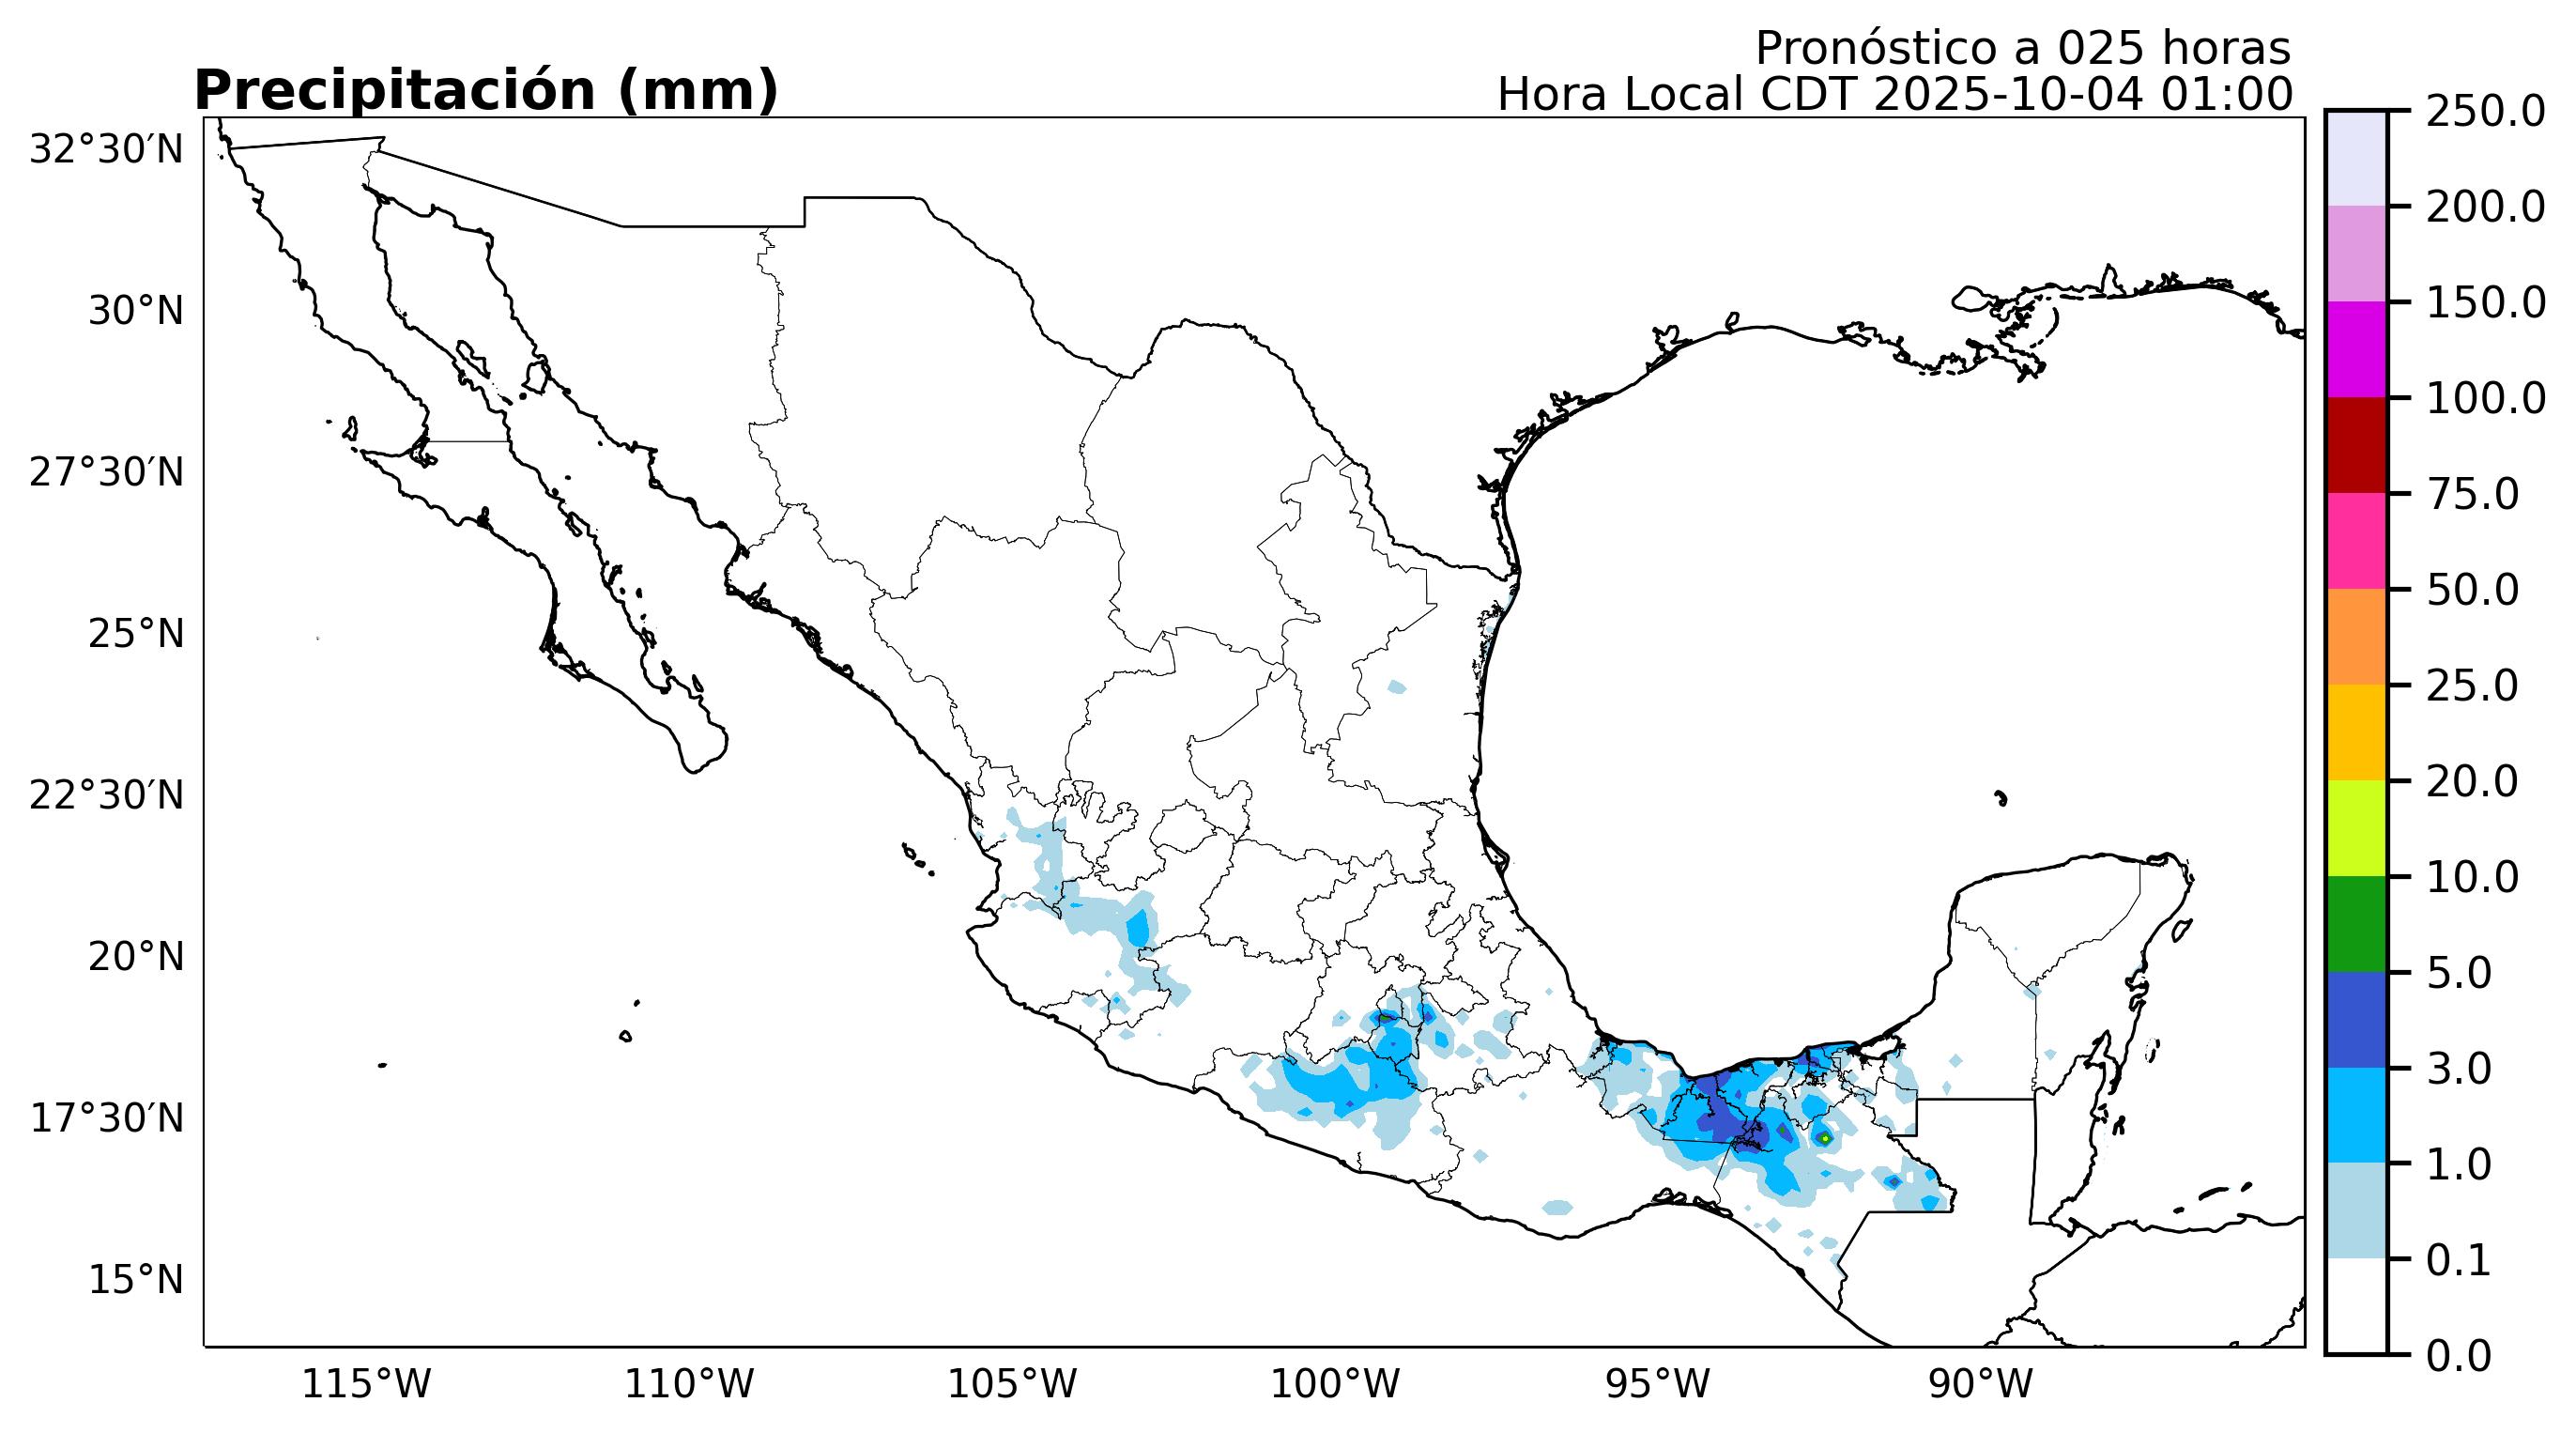 Pronóstico a 025 horas
Precipitación (mm)
Hora Local CDT 2025-10-04 01:00
32°30′N
30°N
27°30′N
25°N
22°30′N
20°N
17°30′N
15°N
115°W
110°W
105°W
100°W
95°W
90°W
250.0
200.0
150.0
100.0
75.0
50.0
25.0
20.0
10.0
5.0
3.0
1.0
0.1
0.0